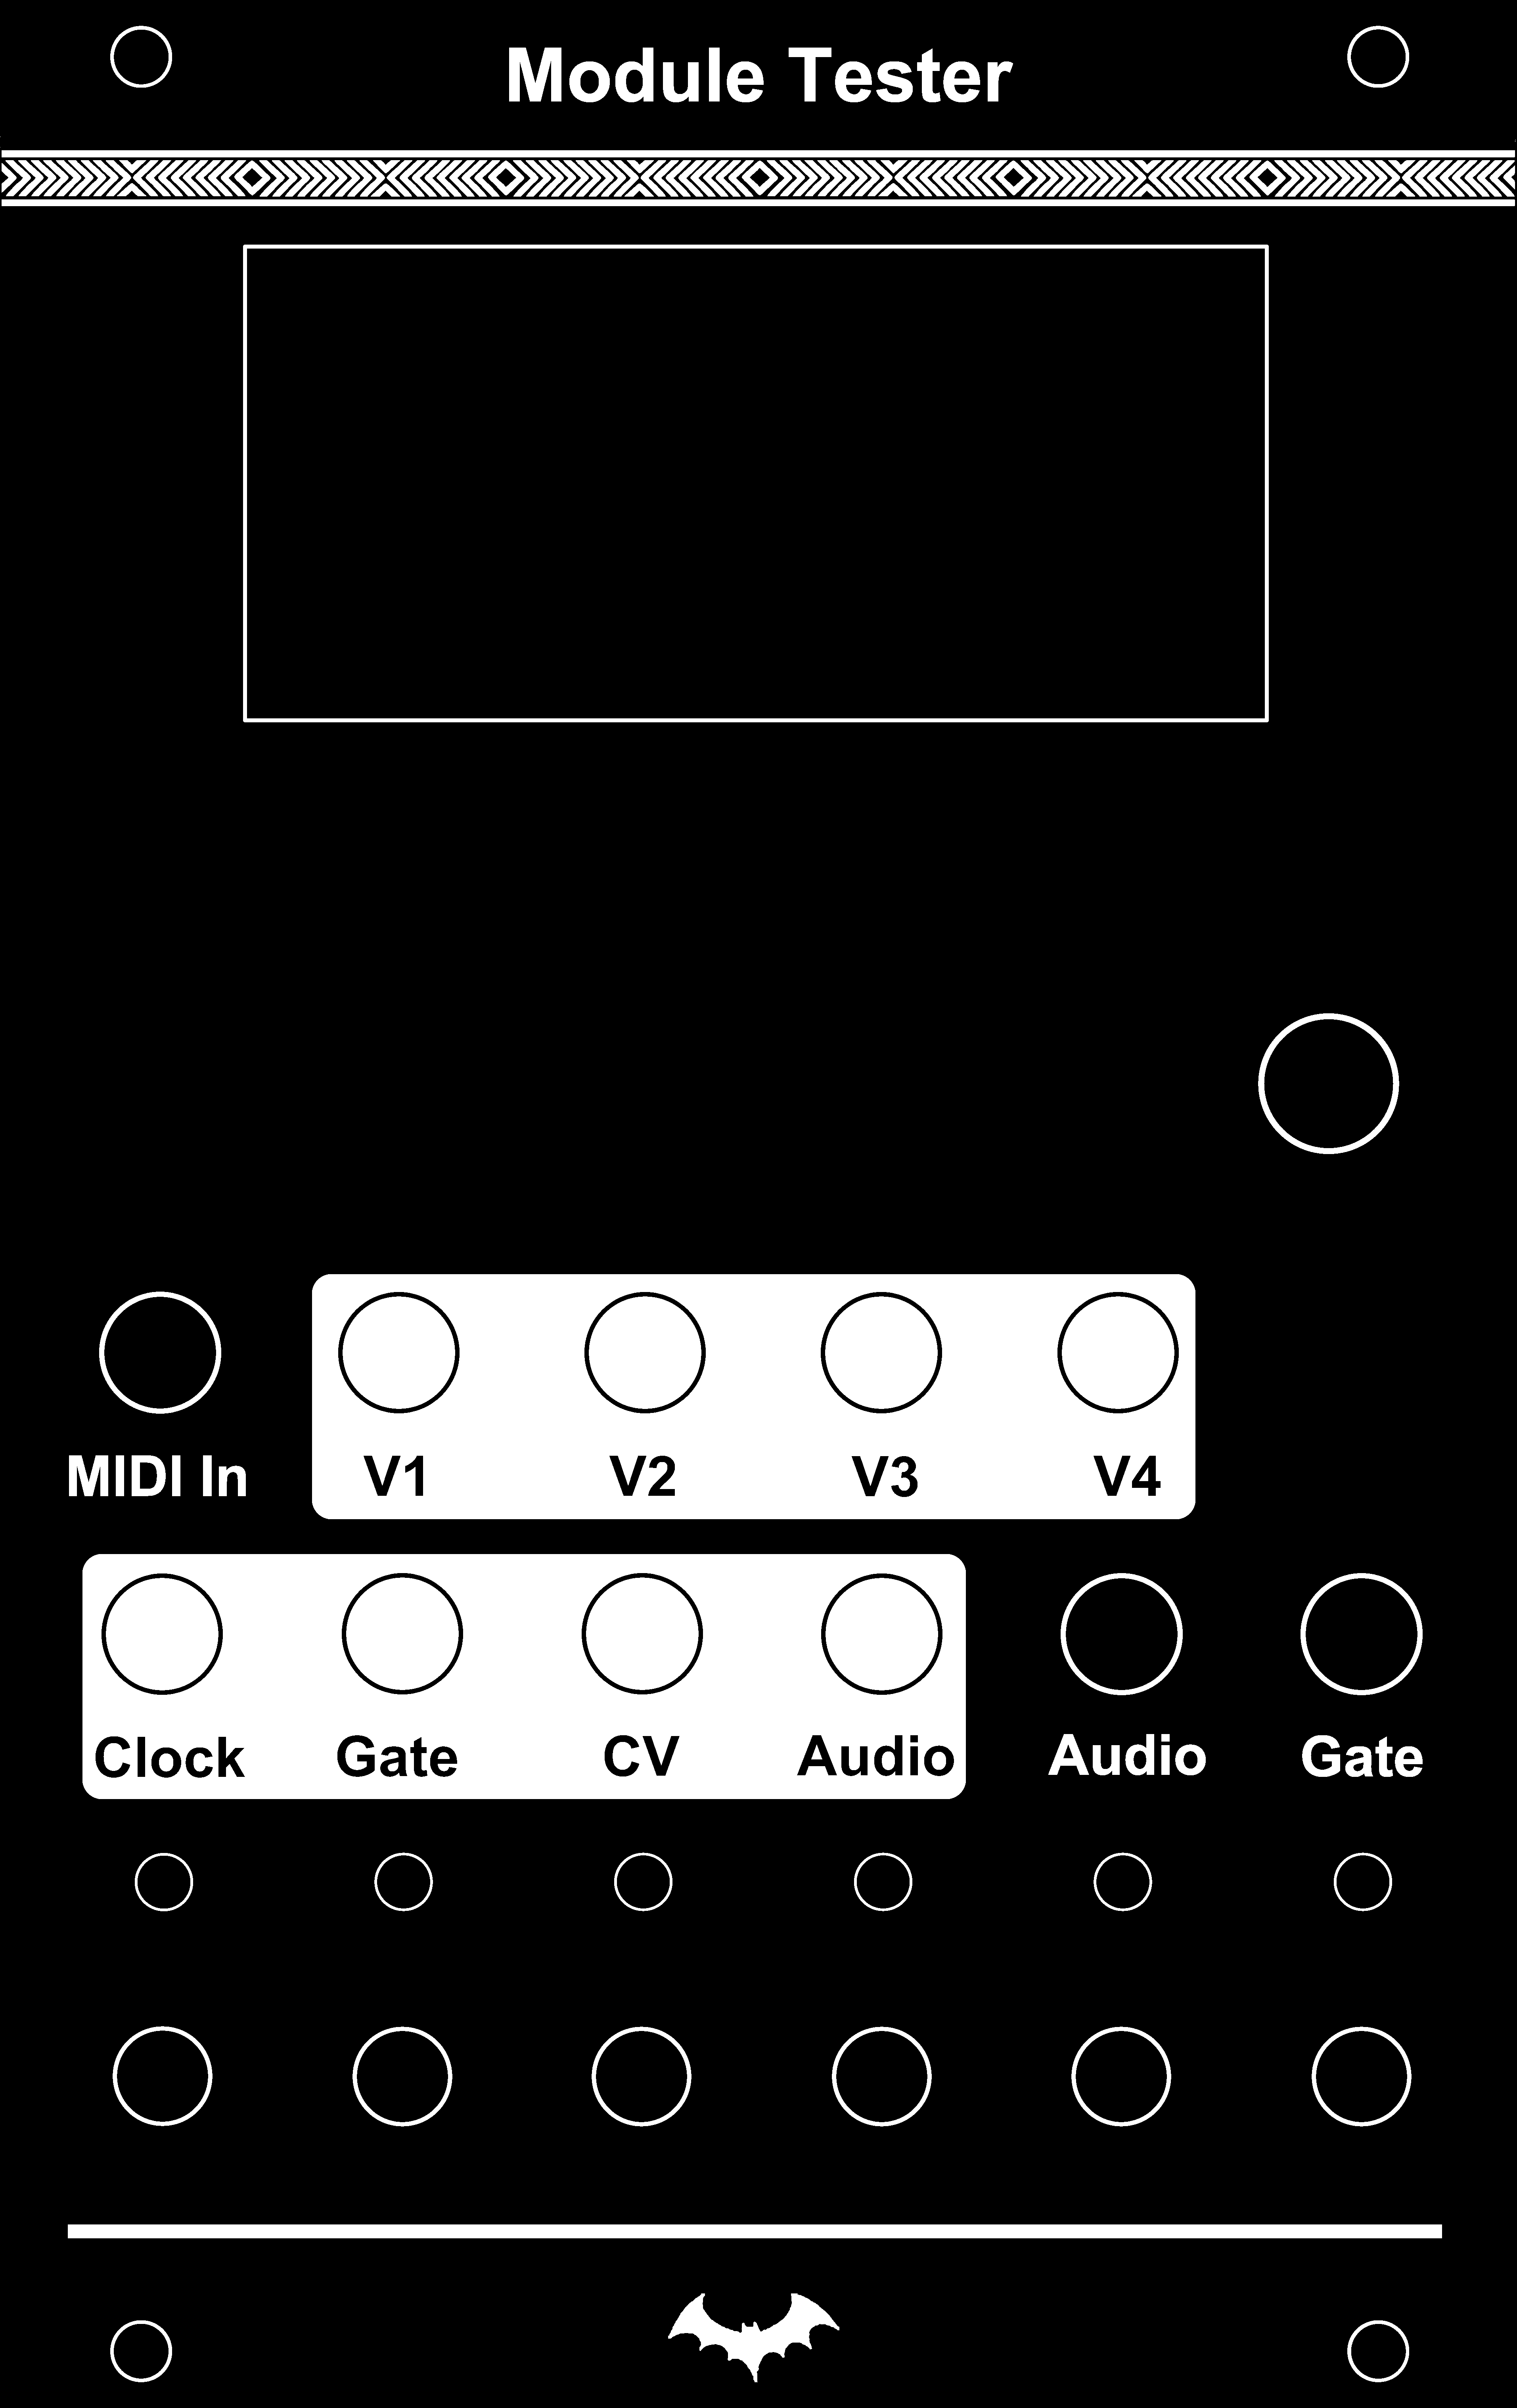 Module Tester
MIDI In V1 V2 V3 V4
Clock Gate CV Audio Audio Gate